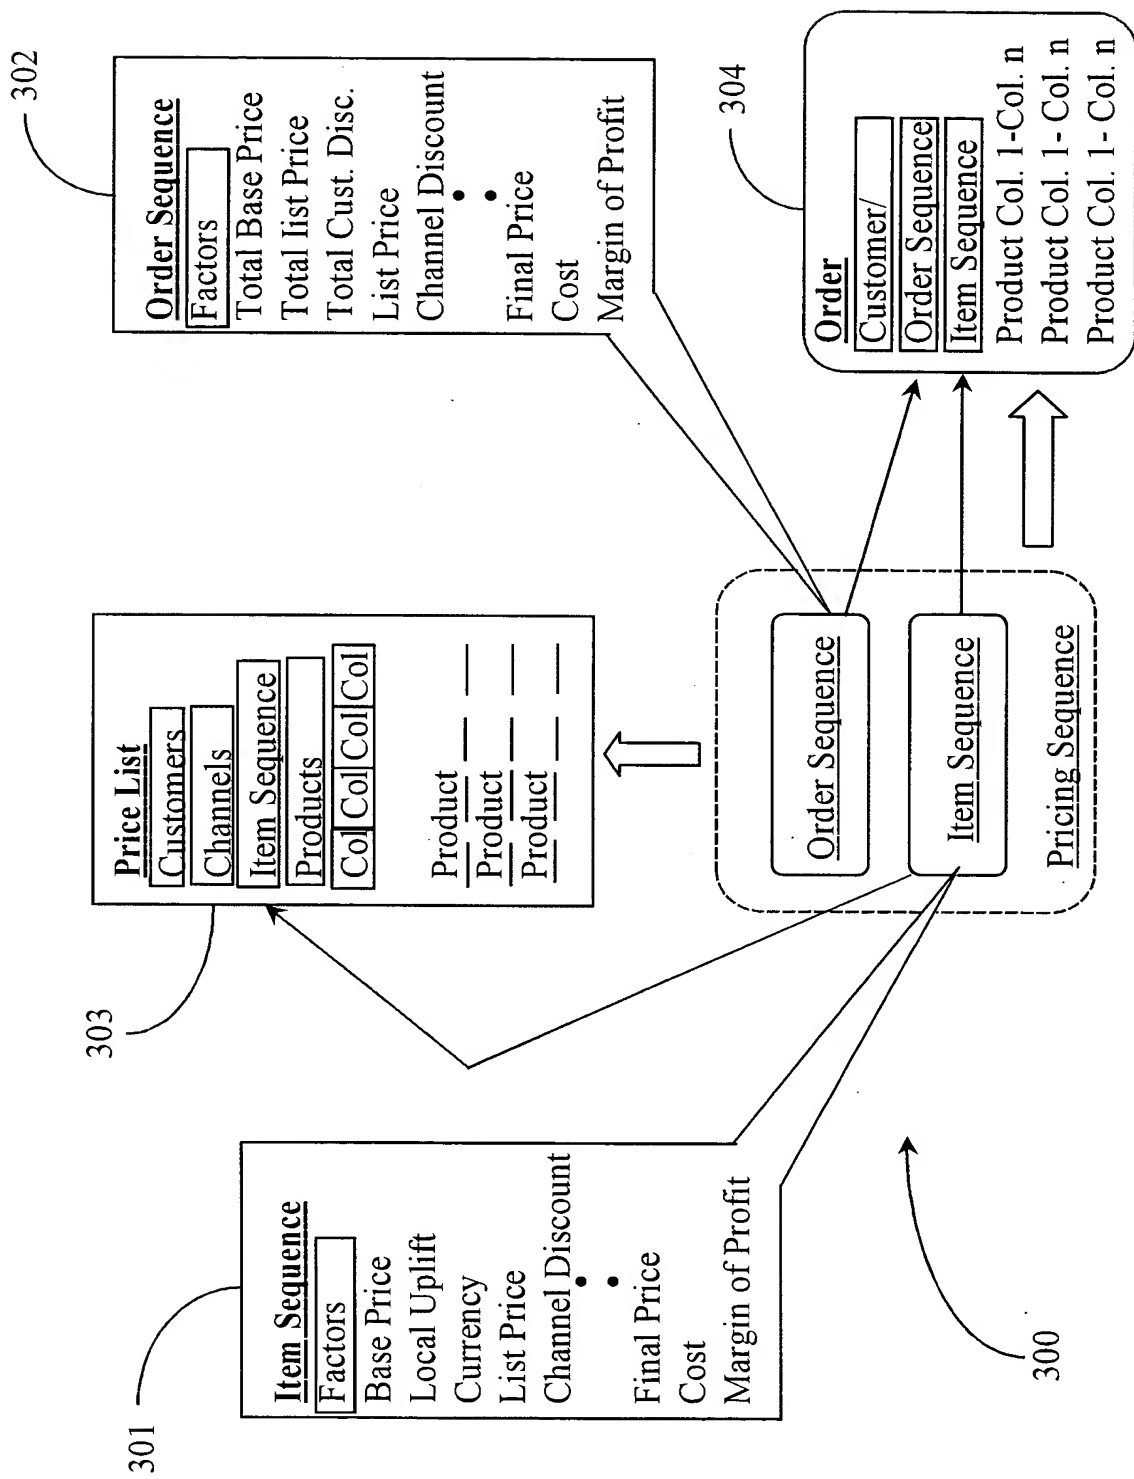 301
Item Sequence
Factors
Base Price
Local Uplift
Currency
List Price
Channel Discount
Final Price
Cost
Margin of Profit
303
Price List
Customers
Channels
Item Sequence
Products
Col Col Col Col
Product
Product
Product
302
Order Sequence
Factors
Total Base Price
Total list Price
Total Cust. Disc.
List Price
Channel Discount
Final Price
Cost
Margin of Profit
Order Sequence
Item Sequence
Pricing Sequence
304
Order
Customer/
Order Sequence
Item Sequence
Product Col. 1-Col. n
Product Col. 1- Col. n
Product Col. 1- Col. n
300